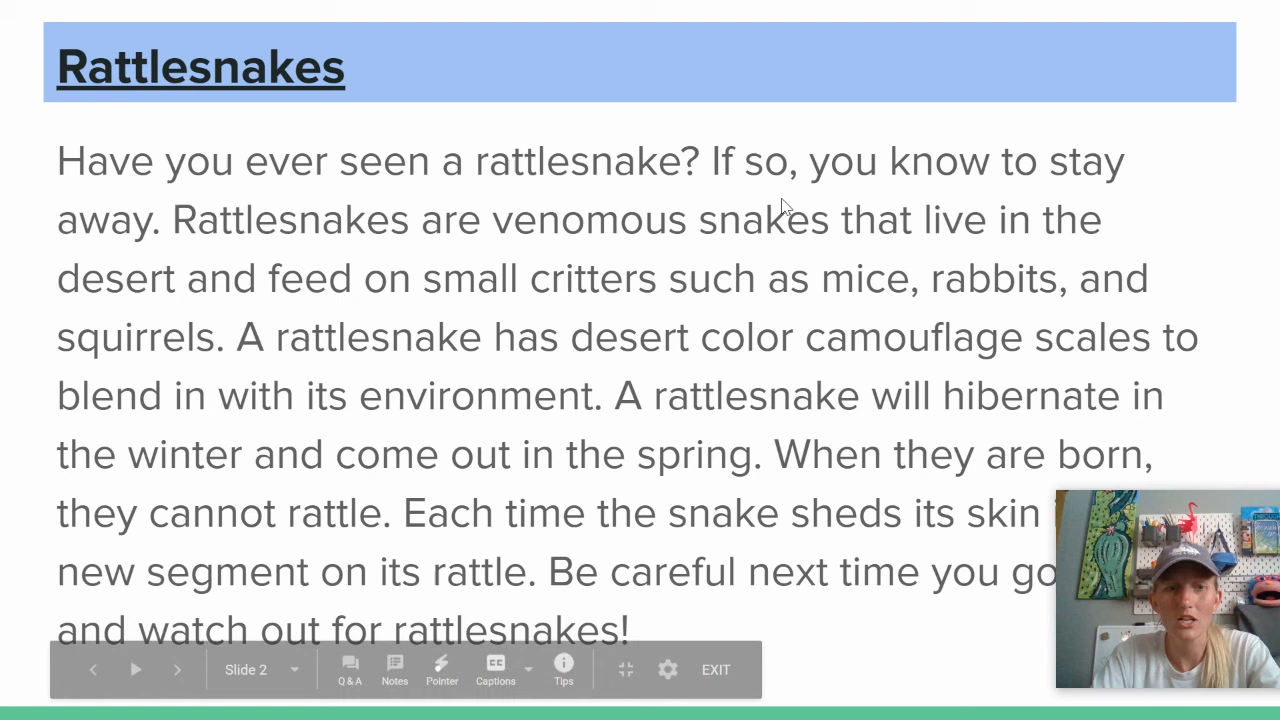 Rattlesnakes
Have you ever seen a rattlesnake? If so, you know to stay
away. Rattlesnakes are venomous snakes that live in the
desert and feed on small critters such as mice, rabbits, and
squirrels. A rattlesnake has desert color camouflage scales to
blend in with its environment. A rattlesnake will hibernate in
the winter and come out in the spring. When they are born,
they cannot rattle. Each time the snake sheds its skin
new segment on its rattle. Be careful next time you go
and watch out for rattlesnakes!
Slide 2 Q&A Notes Pointer CC Captions Tips EXIT